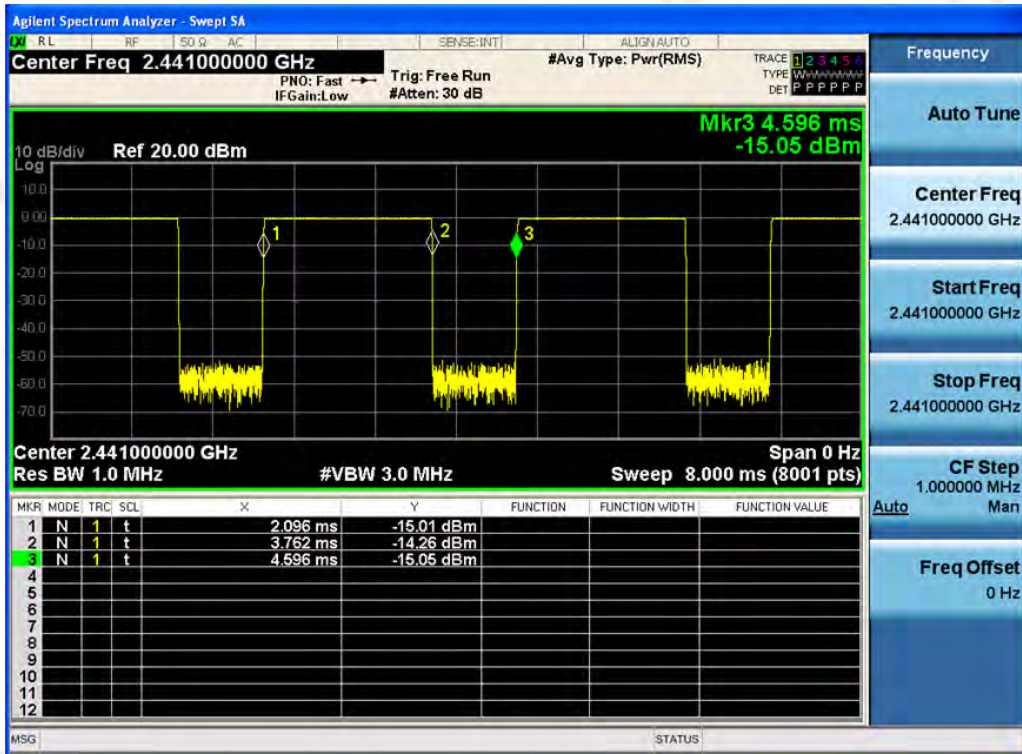 Agilent Spectrum Analyzer - Swept SA
LXI RL RF 50 Ω AC SENSE:INT ALIGN AUTO
Center Freq 2.441000000 GHz #Avg Type: Pwr(RMS) TRACE 1 2 3 4 5 6
PNO: Fast Trig: Free Run TYPE W
IFGain:Low #Atten: 30 dB DET P P P P P P
Mkr3 4.596 ms
10 dB/div Ref 20.00 dBm -15.05 dBm
Log
10.0
0.00
1 2 3
-10.0
-20.0
-30.0
-40.0
-50.0
-60.0
-70.0
Center 2.441000000 GHz Span 0 Hz
Res BW 1.0 MHz #VBW 3.0 MHz Sweep 8.000 ms (8001 pts)
MKR MODE TRC SCL X Y FUNCTION FUNCTION WIDTH FUNCTION VALUE
1 N 1 t 2.096 ms -15.01 dBm
2 N 1 t 3.762 ms -14.26 dBm
3 N 1 t 4.596 ms -15.05 dBm
4
5
6
7
8
9
10
11
12
MSG STATUS
Frequency
Auto Tune
Center Freq
2.441000000 GHz
Start Freq
2.441000000 GHz
Stop Freq
2.441000000 GHz
CF Step
1.000000 MHz
Auto Man
Freq Offset
0 Hz